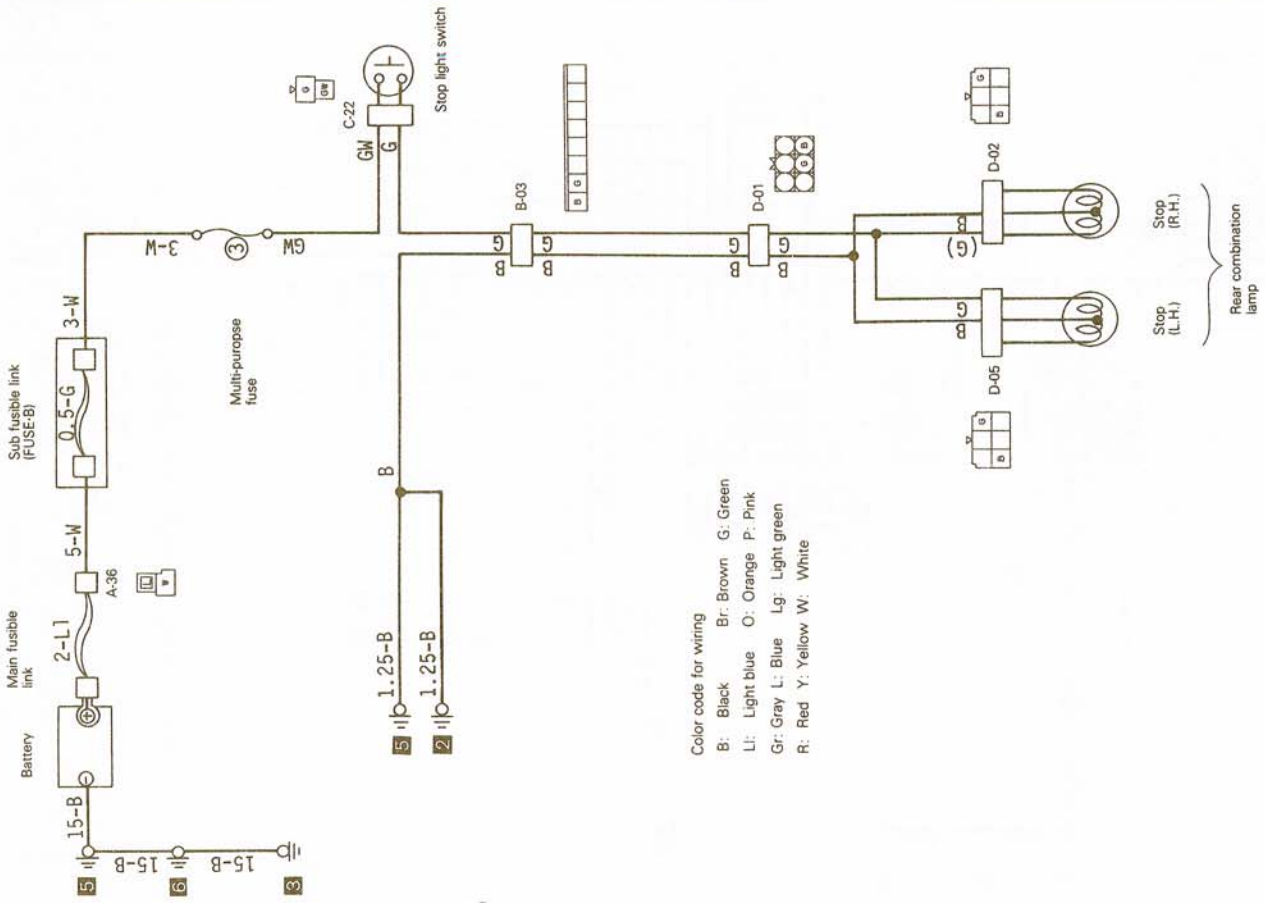 Battery
Main fusible
link
Sub fusible link
(FUSE·B)
15-B
2-Ll
A-36
5-W
0.5-G
3-W
5
6
3
15-B
15-B
L
W
Multi-puropse
fuse
3-W
3
GW
C-22
G
GW
GW
G
Stop light switch
5
2
1.25-B
1.25-B
B
B
G
B
G
B-03
B
G
B
G
B
G
D-01
G
B
Color code for wiring
B: Black Br: Brown G: Green
Ll: Light blue O: Orange P: Pink
Gr: Gray L: Blue Lg: Light green
R: Red Y: Yellow W: White
B
G
D-05
G
B
B
(G)
D-02
G
B
Stop
(L.H.)
Stop
(R.H.)
Rear combination
lamp